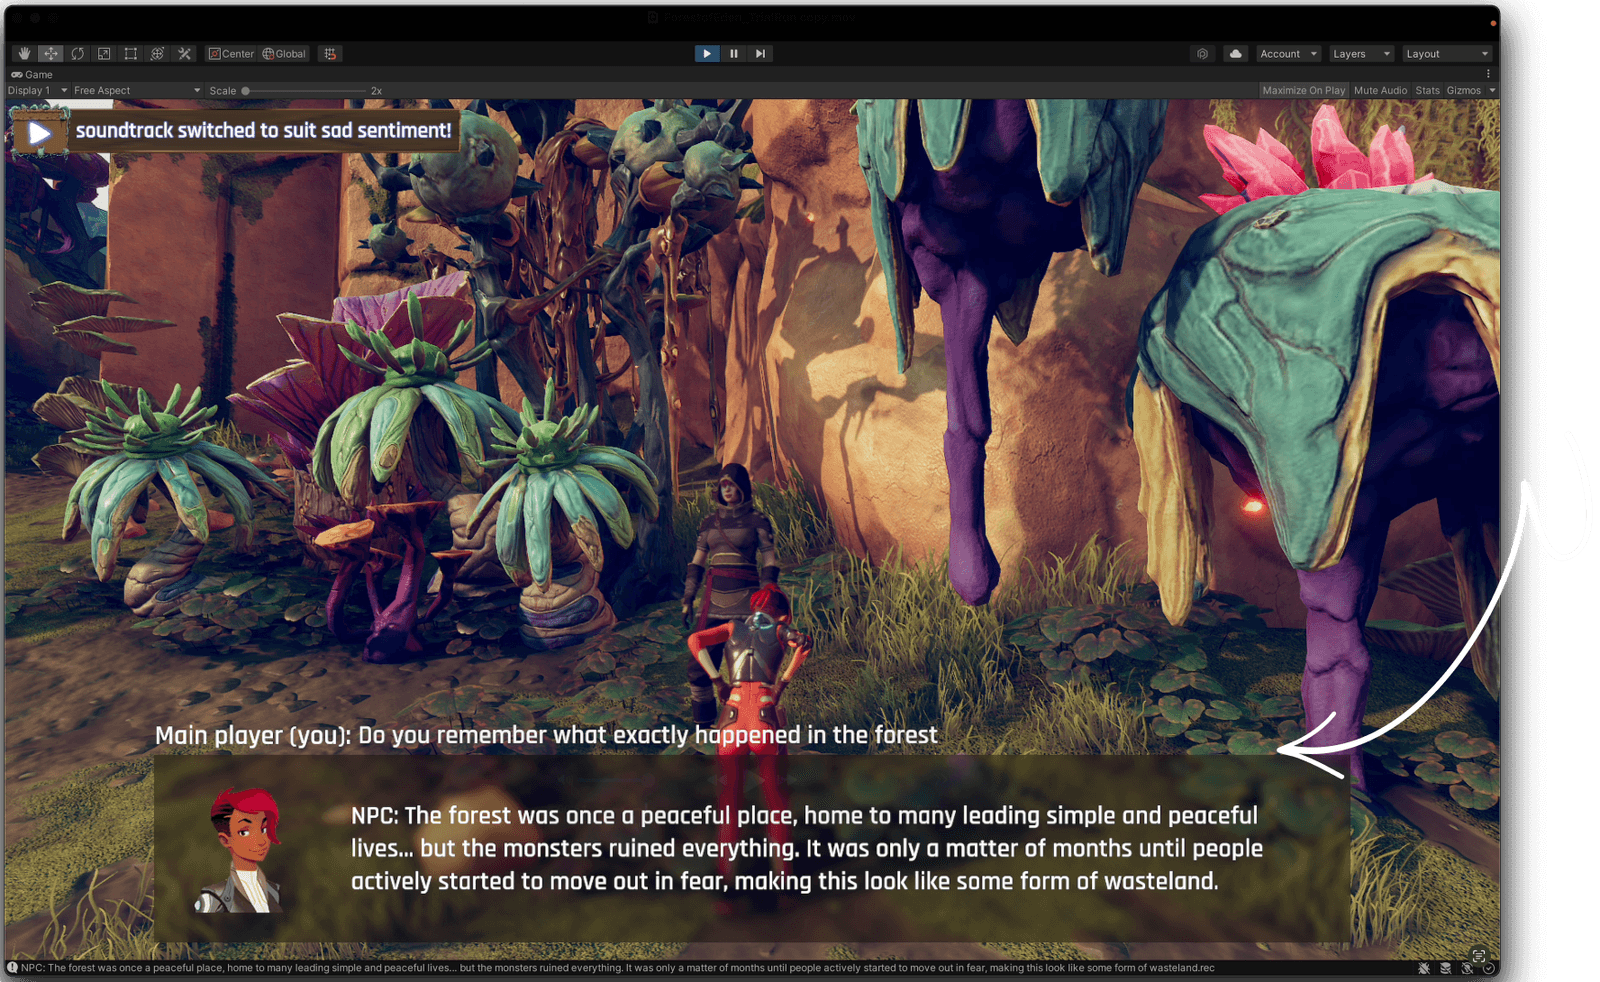 Center Global
Account Layers Layout
Game
Display 1 Free Aspect Scale 2x Maximize On Play Mute Audio Stats Gizmos
soundtrack switched to suit sad sentiment!
Main player (you): Do you remember what exactly happened in the forest
NPC: The forest was once a peaceful place, home to many leading simple and peaceful
lives... but the monsters ruined everything. It was only a matter of months until people
actively started to move out in fear, making this look like some form of wasteland.
NPC: The forest was once a peaceful place, home to many leading simple and peaceful lives... but the monsters ruined everything. It was only a matter of months until people actively started to move out in fear, making this look like some form of wasteland.rec